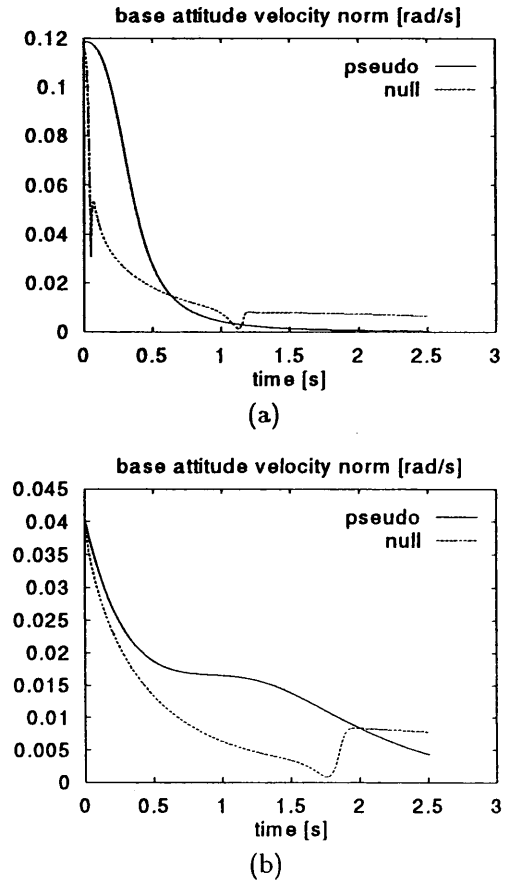 base attitude velocity norm [rad/s]
0.12
pseudo
null
0.1
0.08
0.06
0.04
0.02
0
0 0.5 1 1.5 2 2.5 3
time [s]
(a)
base attitude velocity norm [rad/s]
0.045
0.04
pseudo
null
0.035
0.03
0.025
0.02
0.015
0.01
0.005
0
0 0.5 1 1.5 2 2.5 3
time [s]
(b)